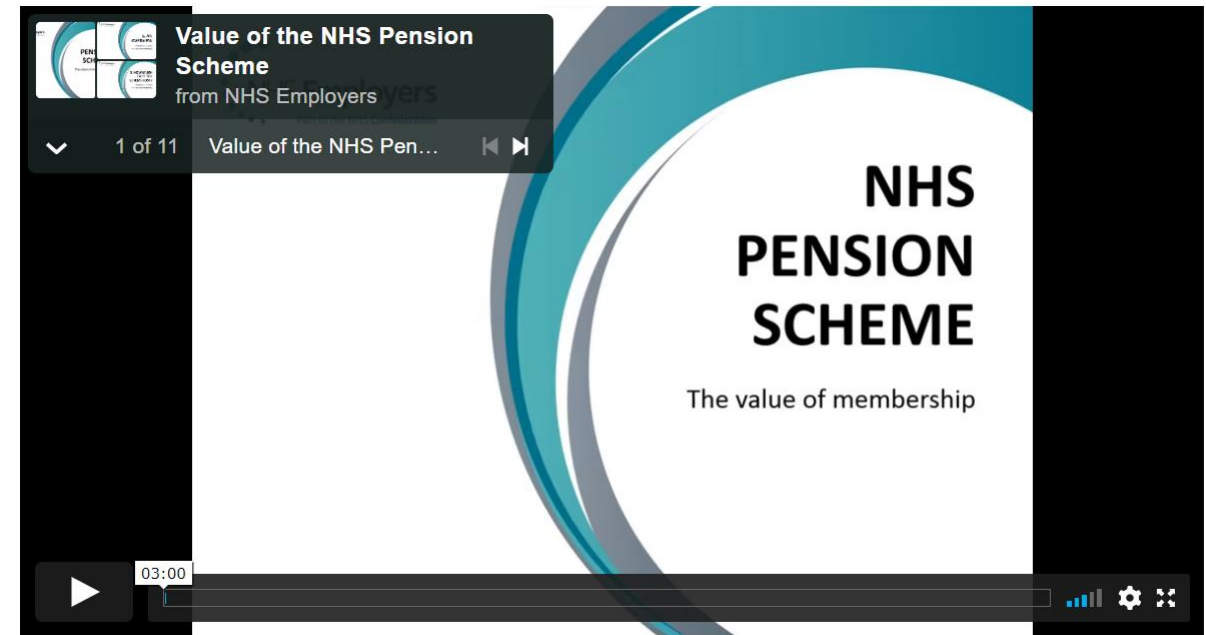 Value of the NHS Pension
Scheme
from NHS Employers
1 of 11 Value of the NHS Pen...
NHS
PENSION
SCHEME
The value of membership
03:00